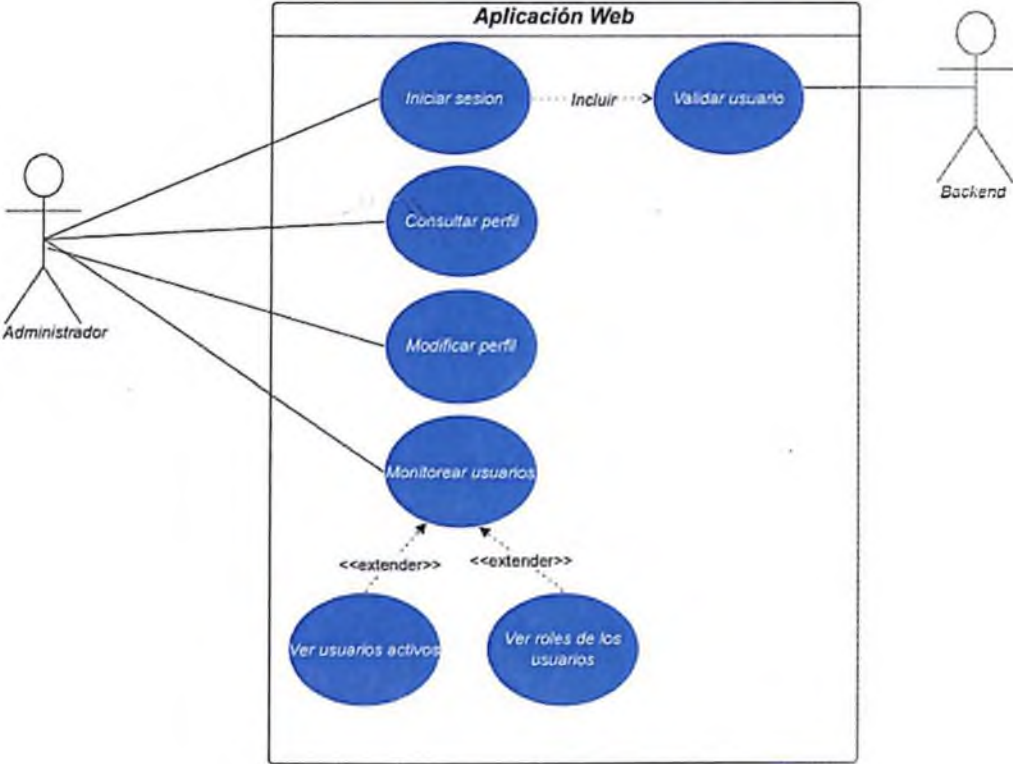 Aplicación Web
Iniciar sesion
Incluir
Validar usuario
Backend
Consultar perfil
Administrador
Modificar perfil
Monitorear usuarios
<<extender>>
<<extender>>
Ver usuarios activos
Ver roles de los
usuarios